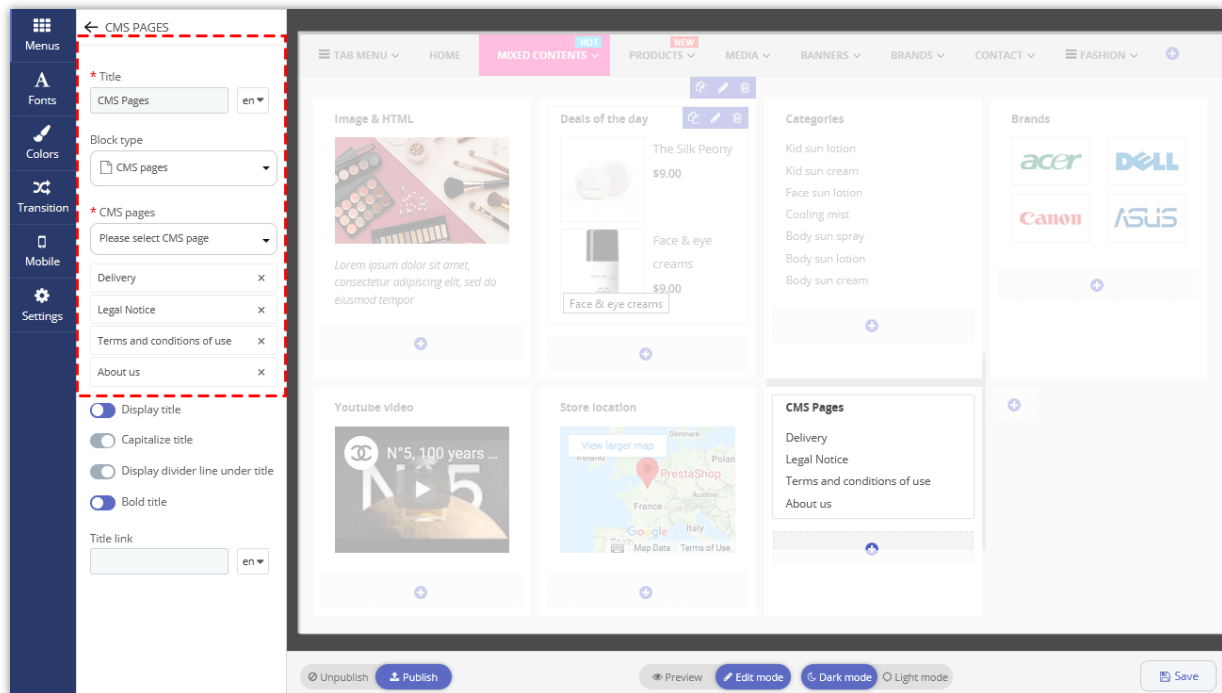 Menus
Fonts
Colors
Transition
Mobile
Settings
CMS PAGES
* Title
CMS Pages
en
Block type
CMS pages
* CMS pages
Please select CMS page
Delivery ×
Legal Notice ×
Terms and conditions of use ×
About us ×
Display title
Capitalize title
Display divider line under title
Bold title
Title link
en
HOT NEW
TAB MENU HOME MIXED CONTENTS PRODUCTS MEDIA BANNERS BRANDS CONTACT FASHION
Image & HTML
Lorem ipsum dolor sit amet,
consectetur adipiscing elit, sed do
eiusmod tempor
Deals of the day
The Silk Peony
$9.00
Face & eye
creams
$9.00
Face & eye creams
Categories
Kid sun lotion
Kid sun cream
Face sun lotion
Cooling mist
Body sun spray
Body sun lotion
Body sun cream
Brands
acer DELL
Canon ASUS
Youtube video
N°5, 100 years ...
N°5
Store location
View larger map
Denmark
Ireland
Polan
PrestaShop
Austria
France
Italy
Google
Map Data Terms of Use
CMS Pages
Delivery
Legal Notice
Terms and conditions of use
About us
Unpublish Publish Preview Edit mode Dark mode Light mode Save